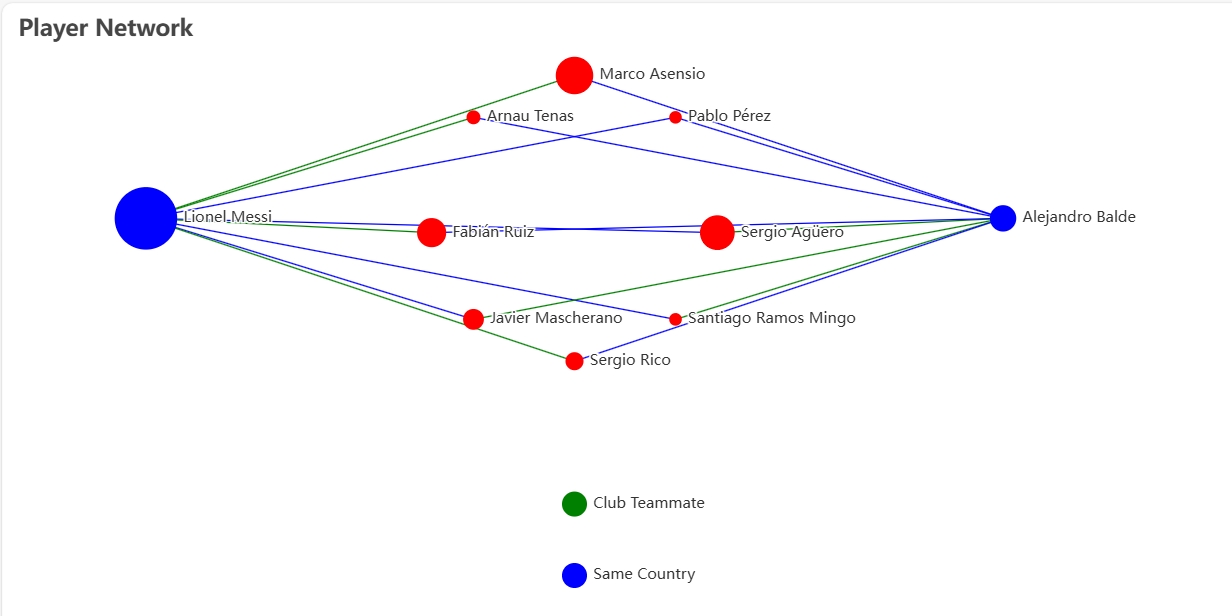 Player Network
Marco Asensio
Arnau Tenas
Pablo Pérez
Lionel Messi
Alejandro Balde
Fabián Ruiz
Sergio Agüero
Javier Mascherano
Santiago Ramos Mingo
Sergio Rico
Club Teammate
Same Country